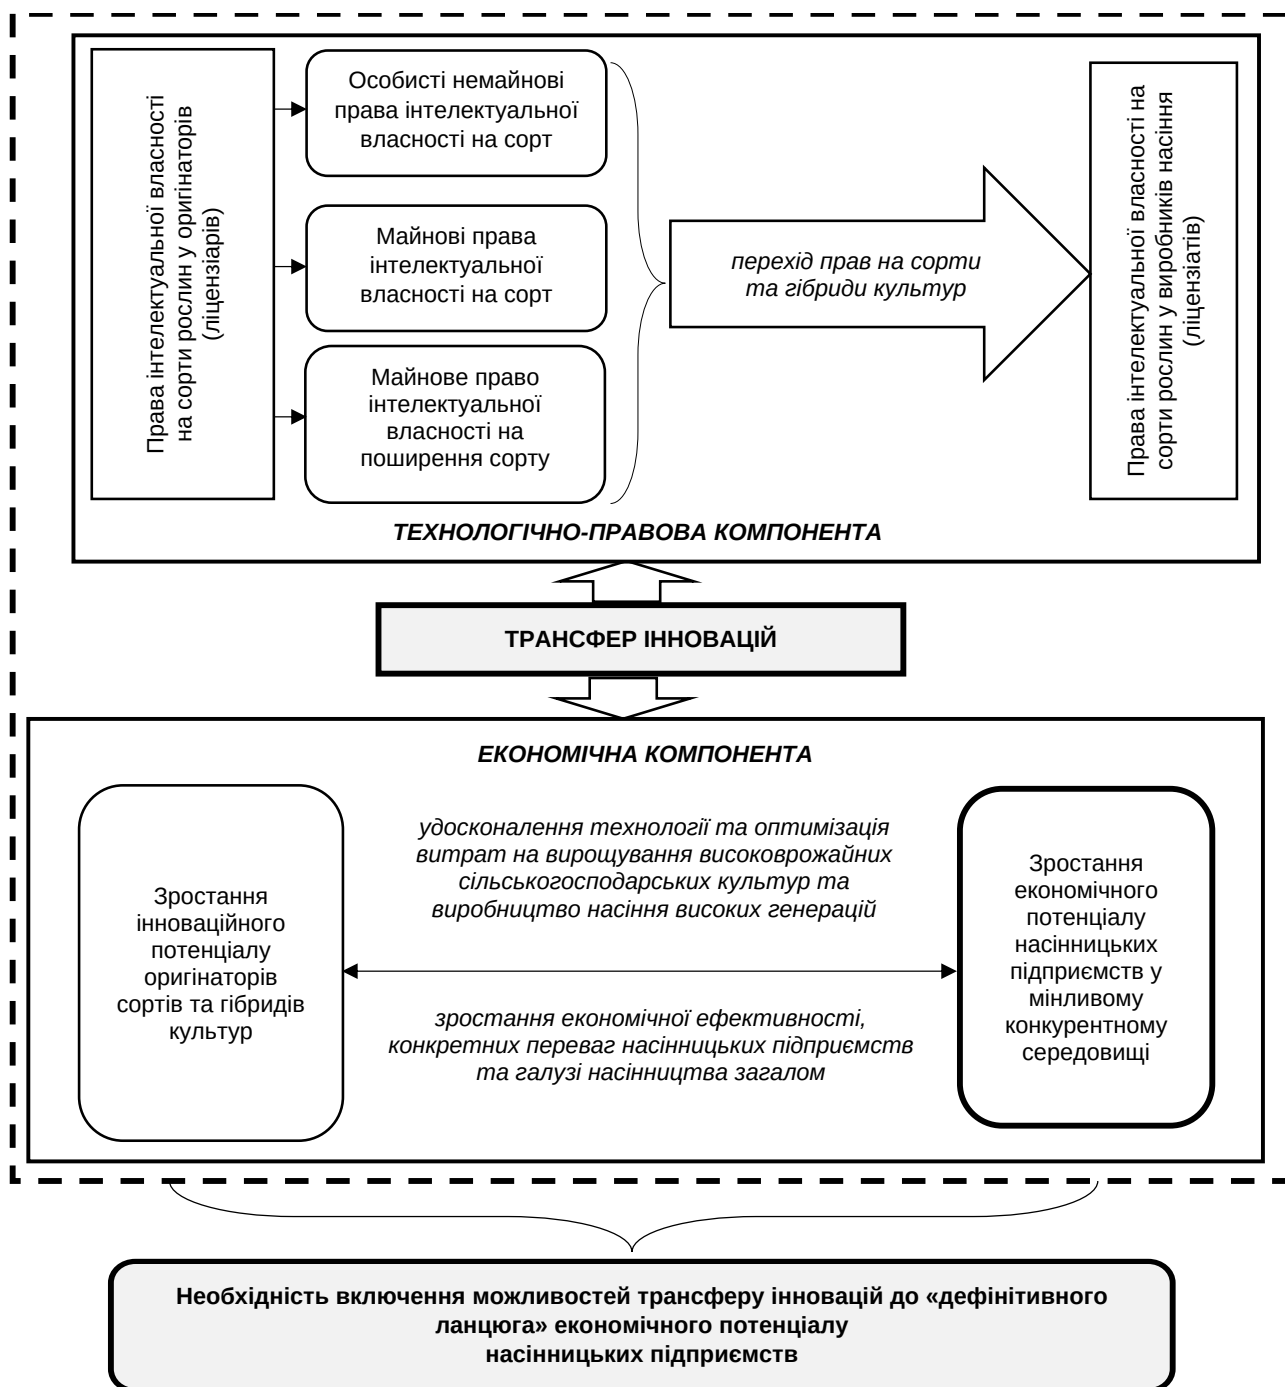 Права інтелектуальної власності
на сорти рослин у оригінаторів
(ліцензіарів)
Особисті немайнові
права інтелектуальної
власності на сорт
Майнові права
інтелектуальної
власності на сорт
Майнове право
інтелектуальної
власності на
поширення сорту
перехід прав на сорти
та гібриди культур
Права інтелектуальної власності на
сорти рослин у виробників насіння
(ліцензіатів)
ТЕХНОЛОГІЧНО-ПРАВОВА КОМПОНЕНТА
ТРАНСФЕР ІННОВАЦІЙ
ЕКОНОМІЧНА КОМПОНЕНТА
Зростання
інноваційного
потенціалу
оригінаторів
сортів та гібридів
культур
удосконалення технології та оптимізація
витрат на вирощування високоврожайних
сільськогосподарських культур та
виробництво насіння високих генерацій
зростання економічної ефективності,
конкретних переваг насінницьких підприємств
та галузі насінництва загалом
Зростання
економічного
потенціалу
насінницьких
підприємств у
мінливому
конкурентному
середовищі
Необхідність включення можливостей трансферу інновацій до «дефінітивного
ланцюга» економічного потенціалу
насінницьких підприємств